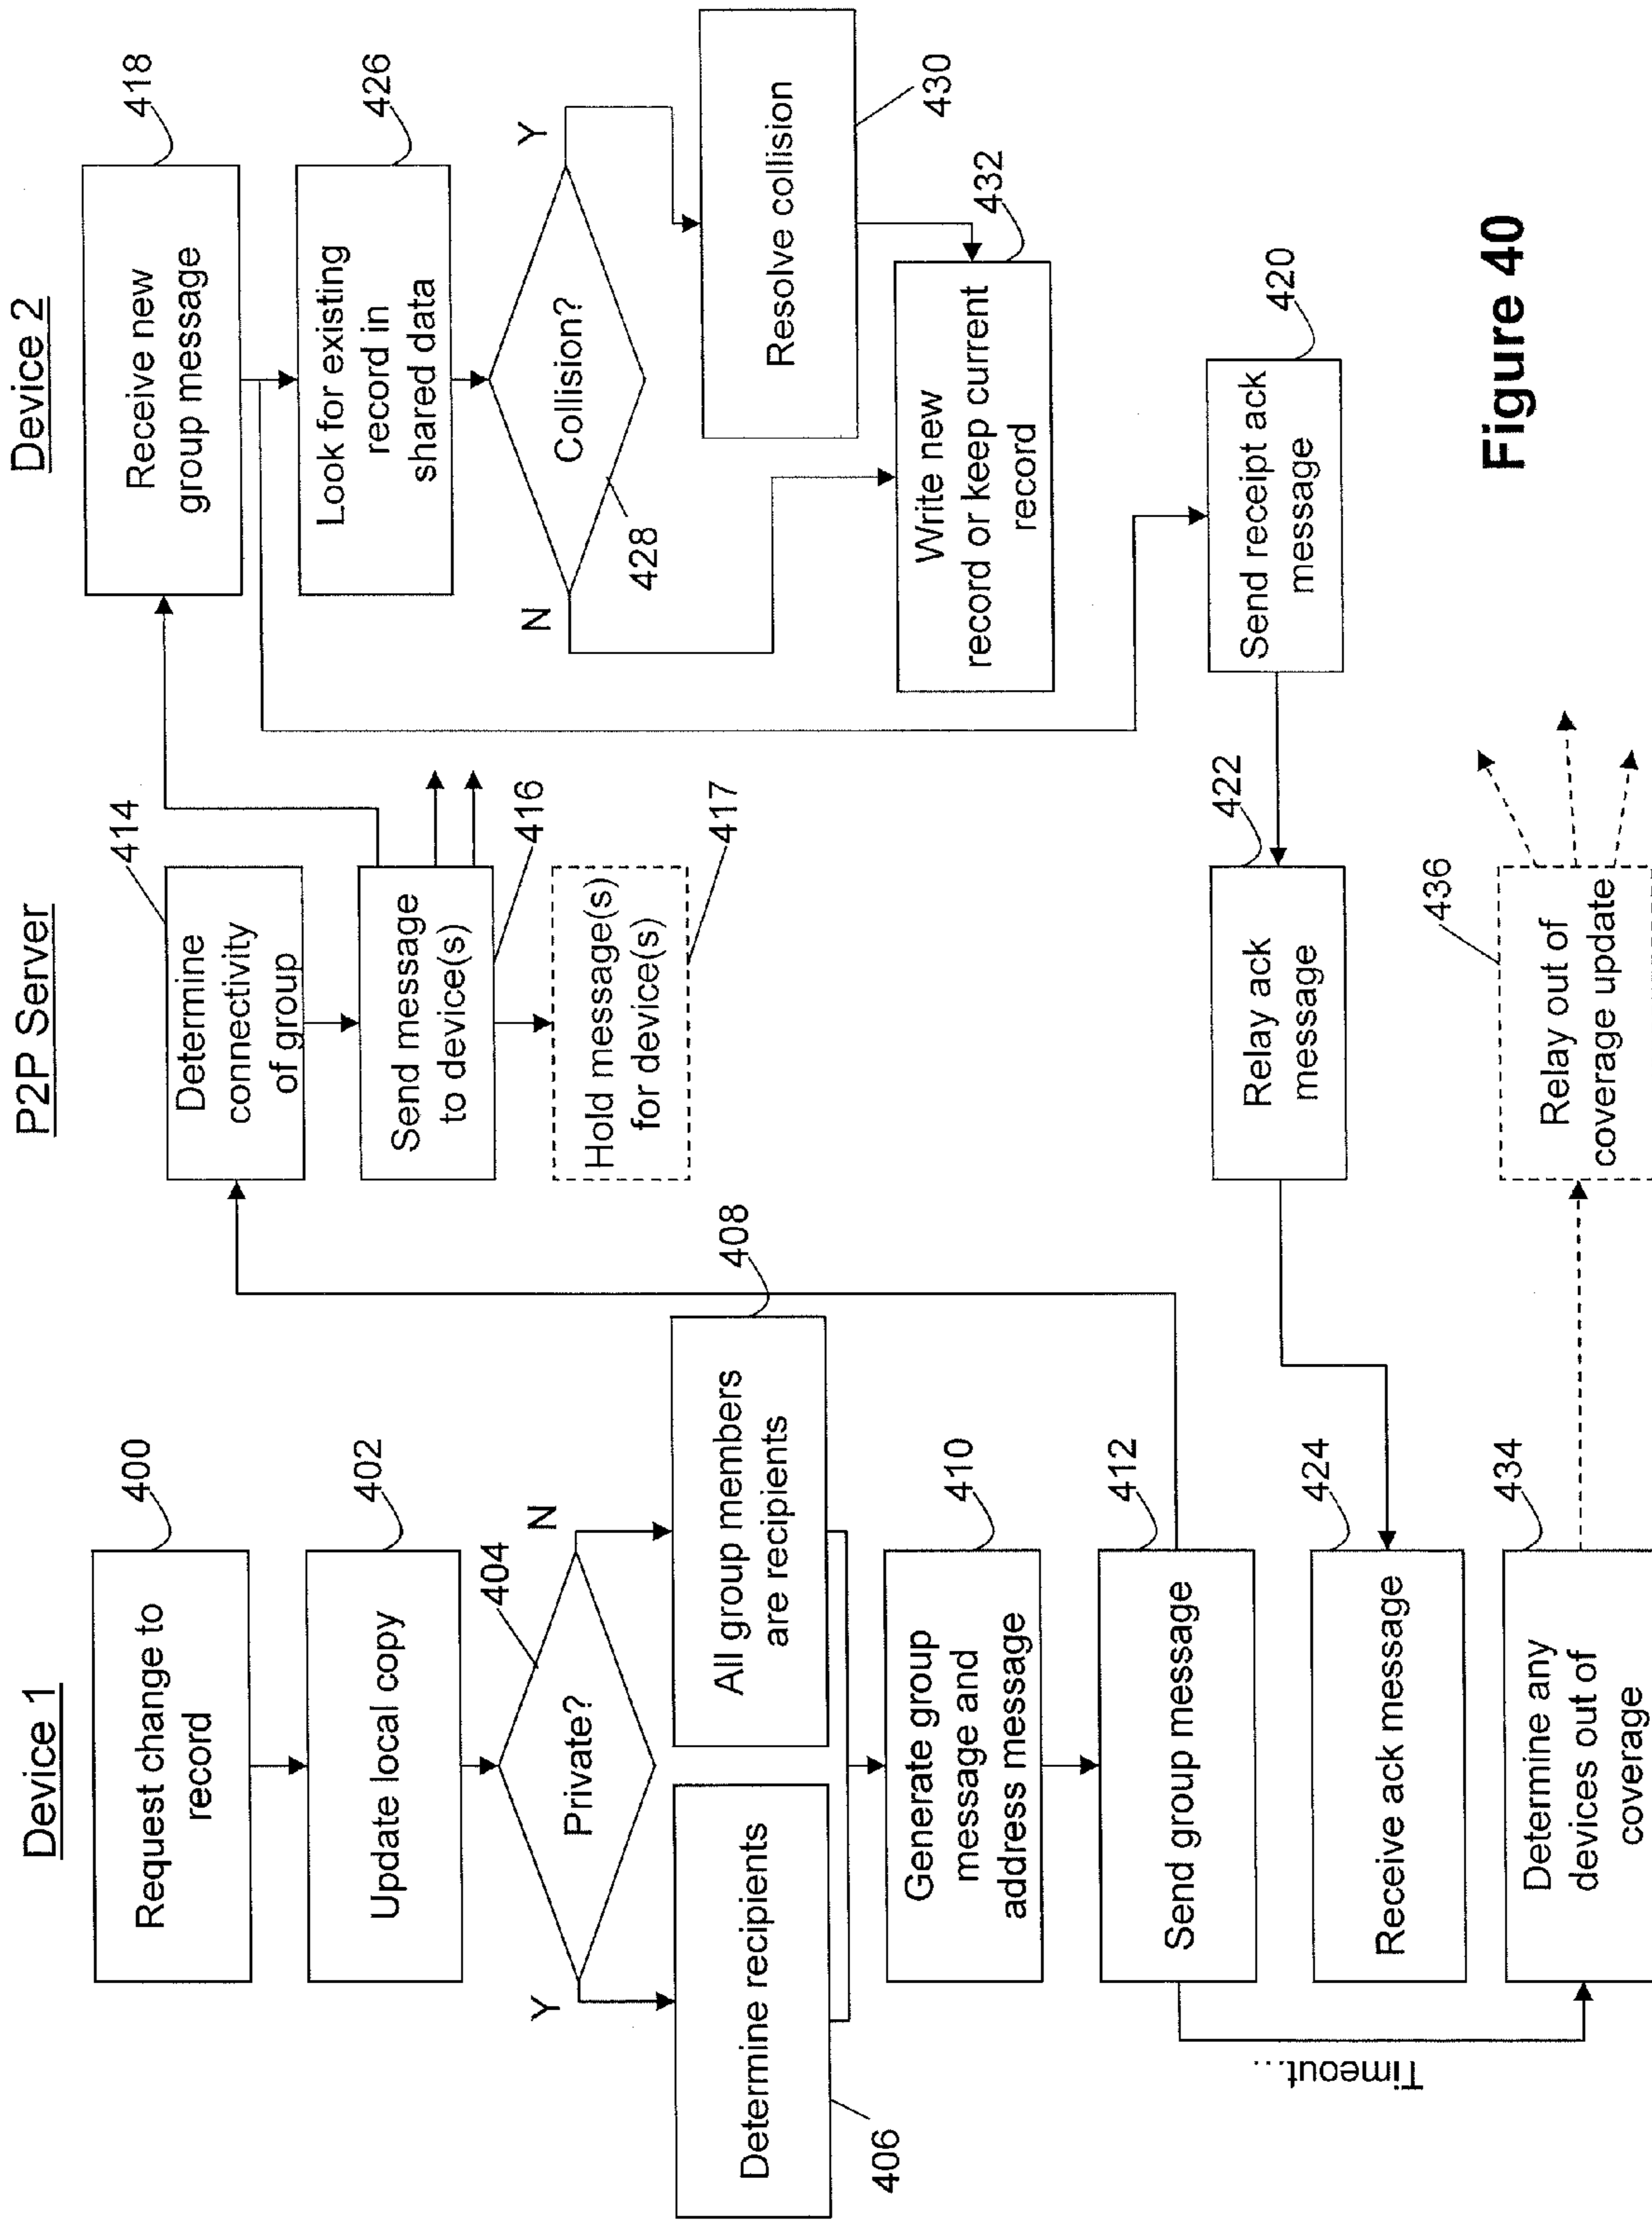 Device 1
400
Request change to
record
402
Update local copy
404
Private?
Y
N
Determine recipients
406
All group members
are recipients
408
Generate group
message and
address message
410
Send group message
412
Timeout...
Receive ack message
424
Determine any
devices out of
coverage
434
P2P Server
414
Determine
connectivity
of group
Send message
to device(s)
416
Hold message(s)
for device(s)
417
Relay ack
message
422
Relay out of
coverage update
436
Device 2
418
Receive new
group message
426
Look for existing
record in
shared data
Collision?
428
N
Y
Resolve collision
430
Write new
record or keep current
record
432
Send receipt ack
message
420
Figure 40